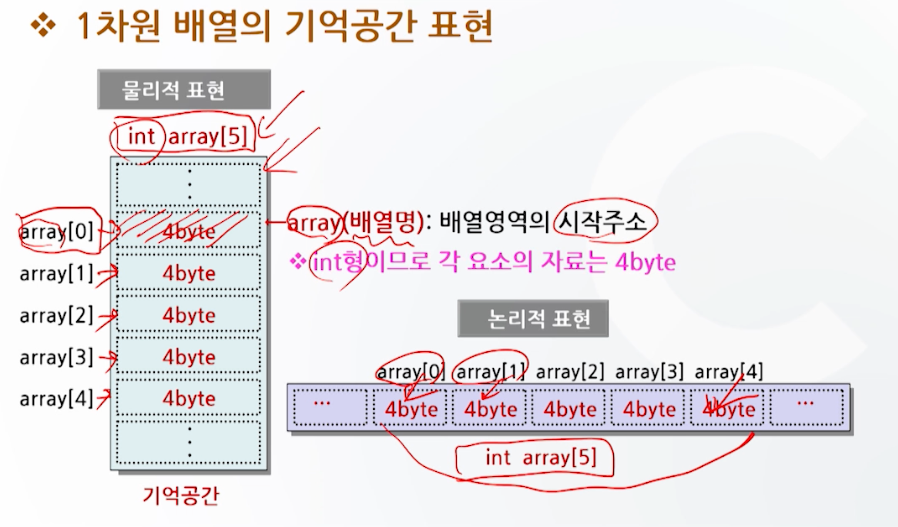 ❖ 1차원 배열의 기억공간 표현
물리적 표현
int array[5]
⋮
array[0] 4byte
array(배열명): 배열영역의 시작주소
❖int형이므로 각 요소의 자료는 4byte
array[1] 4byte
array[2] 4byte
array[3] 4byte
array[4] 4byte
⋮
기억공간
논리적 표현
array[0] array[1] array[2] array[3] array[4]
… 4byte 4byte 4byte 4byte 4byte …
int array[5]